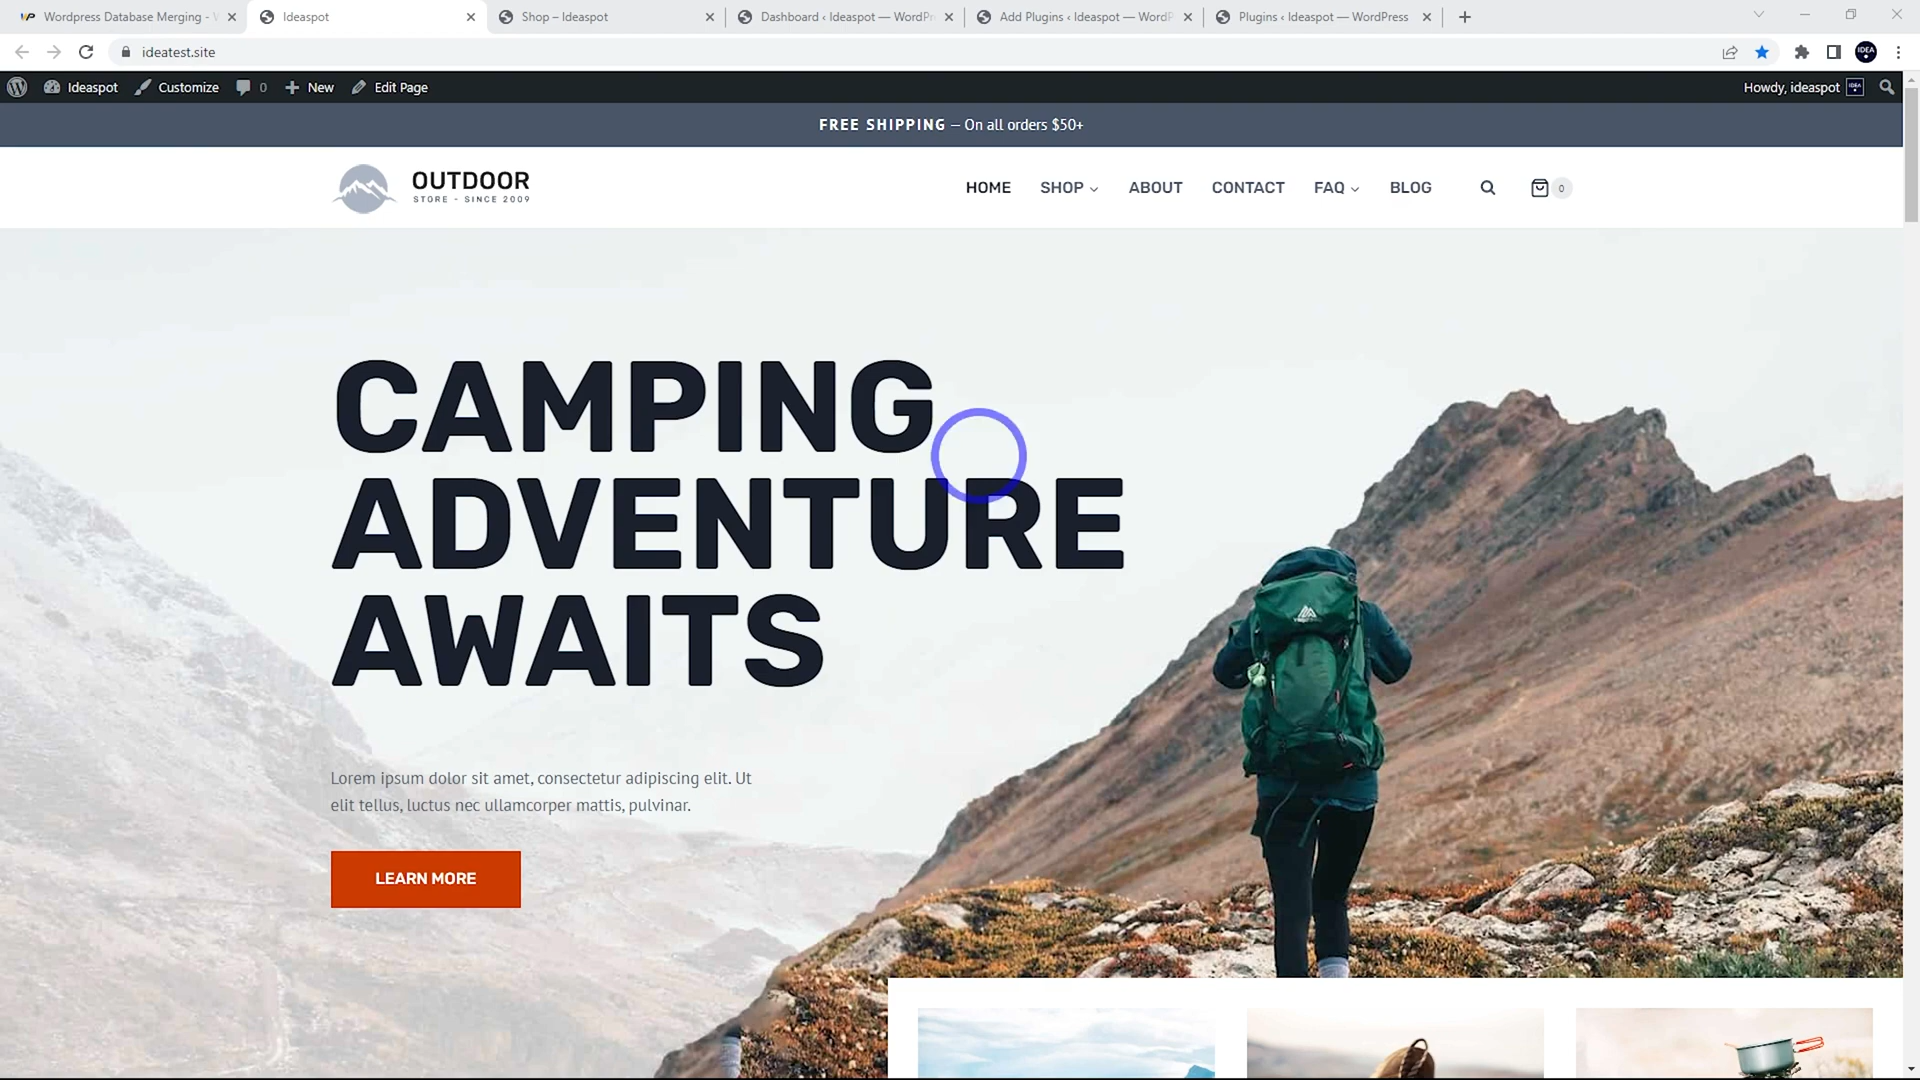 Wordpress Database Merging -
Ideaspot
Shop – Ideaspot
Dashboard ‹ Ideaspot — WordPr
Add Plugins ‹ Ideaspot — WordP
Plugins ‹ Ideaspot — WordPress
ideatest.site
Ideaspot
Customize
0
New
Edit Page
Howdy, ideaspot
FREE SHIPPING – On all orders $50+
OUTDOOR
STORE - SINCE 2009
HOME
SHOP
ABOUT
CONTACT
FAQ
BLOG
0
CAMPING
ADVENTURE
AWAITS
Lorem ipsum dolor sit amet, consectetur adipiscing elit. Ut
elit tellus, luctus nec ullamcorper mattis, pulvinar.
LEARN MORE